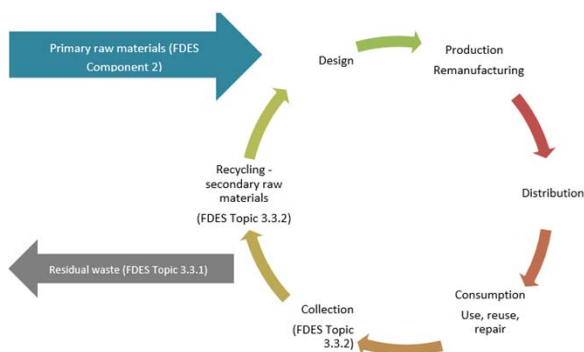 Primary raw materials (FDES
Component 2)
Design
Production
Remanufacturing
Distribution
Consumption
Use, reuse,
repair
Collection
(FDES Topic
3.3.2)
Recycling -
secondary raw
materials
(FDES Topic 3.3.2)
Residual waste (FDES Topic 3.3.1)